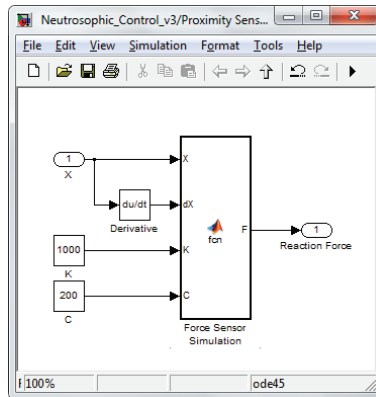 Neutrosophic_Control_v3/Proximity Sens...
File Edit View Simulation Format Tools Help
1
X
X
du/dt
dX
Derivative
fcn
F
1
Reaction Force
1000
K
K
200
C
C
Force Sensor
Simulation
100%
ode45